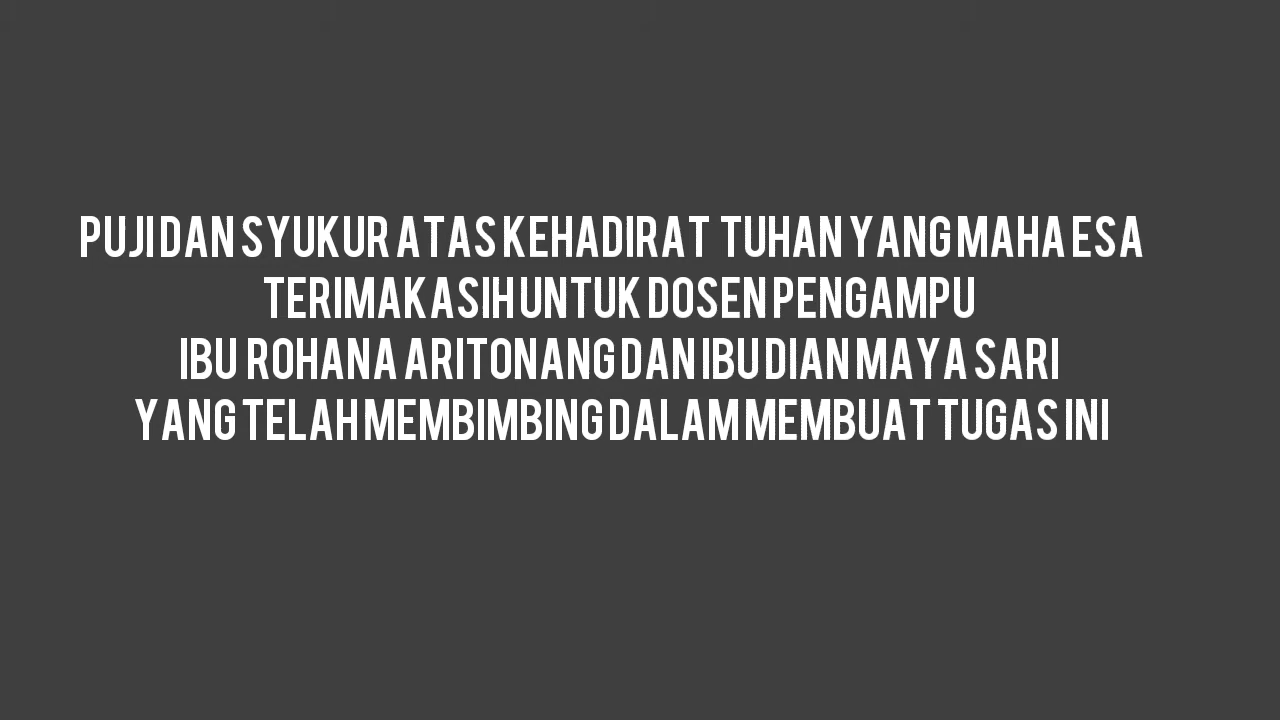 PUJI DAN SYUKUR ATAS KEHADIRAT TUHAN YANG MAHA ESA
TERIMAKASIH UNTUK DOSEN PENGAMPU
IBU ROHANA ARITONANG DAN IBU DIAN MAYA SARI
YANG TELAH MEMBIMBING DALAM MEMBUAT TUGAS INI